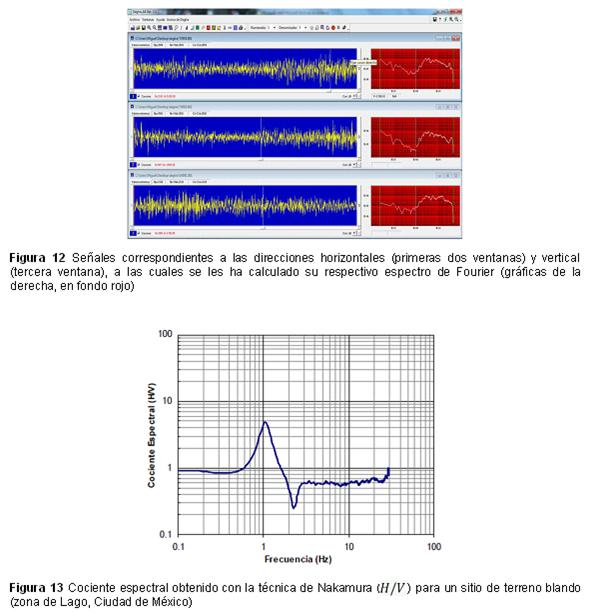 Figura 12 Señales correspondientes a las direcciones horizontales (primeras dos ventanas) y vertical
(tercera ventana), a las cuales se les ha calculado su respectivo espectro de Fourier (gráficas de la
derecha, en fondo rojo)
100
10
1
0.1
Cociente Espectral (H/V)
0.1 1 10 100
Frecuencia (Hz)
Figura 13 Cociente espectral obtenido con la técnica de Nakamura (H/V) para un sitio de terreno blando
(zona de Lago, Ciudad de México)